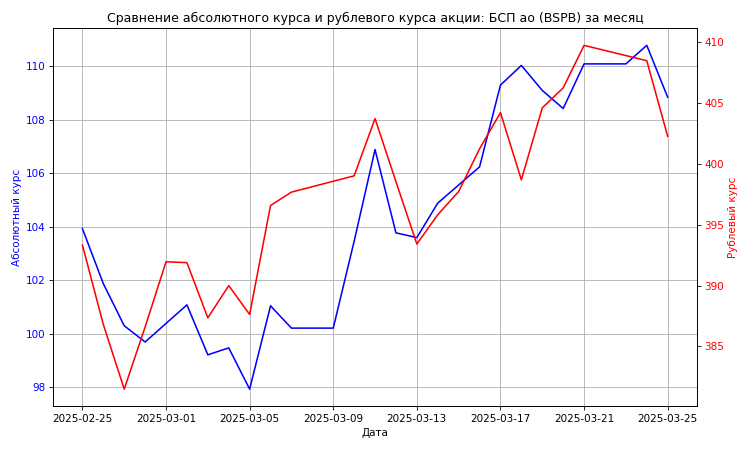 Сравнение абсолютного курса и рублевого курса акции: БСП ао (BSPB) за месяц
Абсолютный курс
110
108
106
104
102
100
98
410
405
400
395
390
385
Рублевый курс
2025-02-25 2025-03-01 2025-03-05 2025-03-09 2025-03-13 2025-03-17 2025-03-21 2025-03-25
Дата